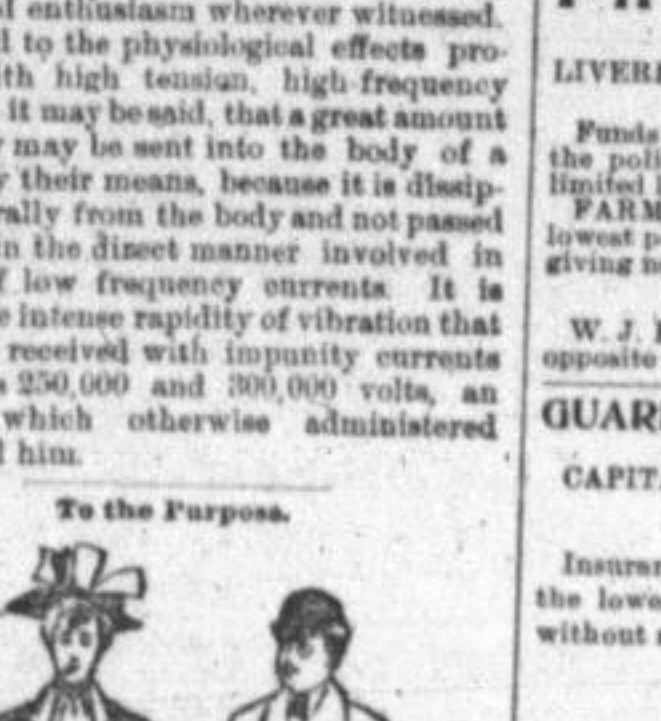 enthusiasm wherever witnessed.
to the physiological effects pro-
high tension, high-frequency
it may be said, that a great amount
may be sent into the body of a
their means, because it is dissip-
from the body and not passed
the direct manner involved in
low frequency currents. It is
intense rapidity of vibration that
received with impunity currents
250,000 and 300,000 volts, an
which otherwise administered
him.
To the Purpose.
LIVER
Funds
the poli
limited
FARM
lowest p
giving n
W. J.
opposite
GUAR
CAPIT
Insuran
the lowe
without